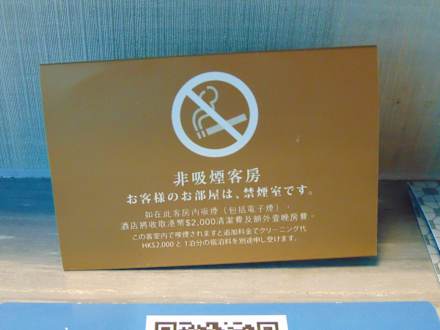 非吸煙客房
お客様のお部屋は、禁煙室です。
如在此客房內吸煙（包括電子煙），
酒店將收取港幣$2,000清潔費及額外壹晚房費。
この客室内で喫煙されますと追加料金でクリーニング代
HK$2,000と1泊分の宿泊料を別途申し受けます。